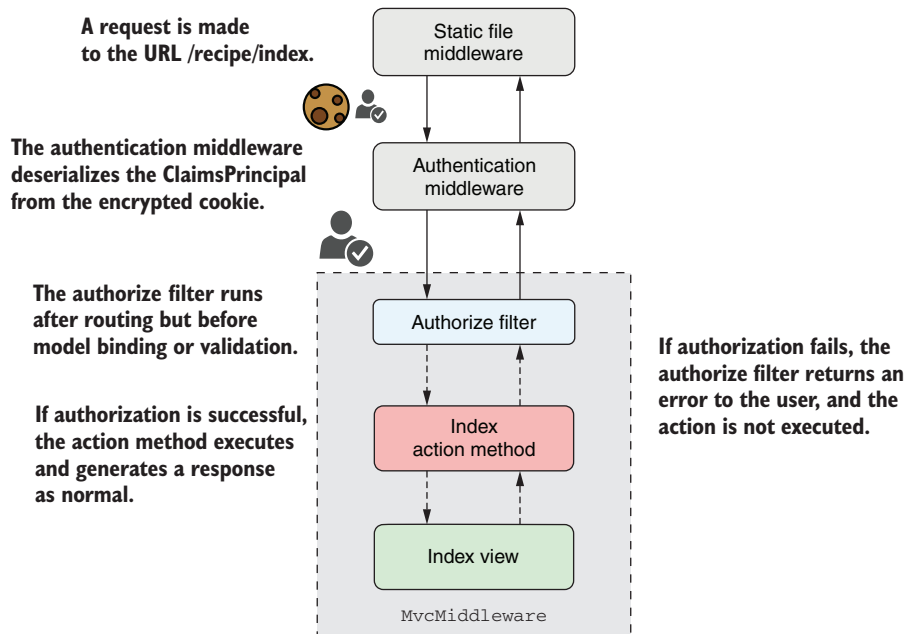 A request is made
to the URL /recipe/index.
Static file
middleware
The authentication middleware
deserializes the ClaimsPrincipal
from the encrypted cookie.
Authentication
middleware
The authorize filter runs
after routing but before
model binding or validation.
Authorize filter
If authorization fails, the
authorize filter returns an
error to the user, and the
action is not executed.
If authorization is successful,
the action method executes
and generates a response
as normal.
Index
action method
Index view
MvcMiddleware